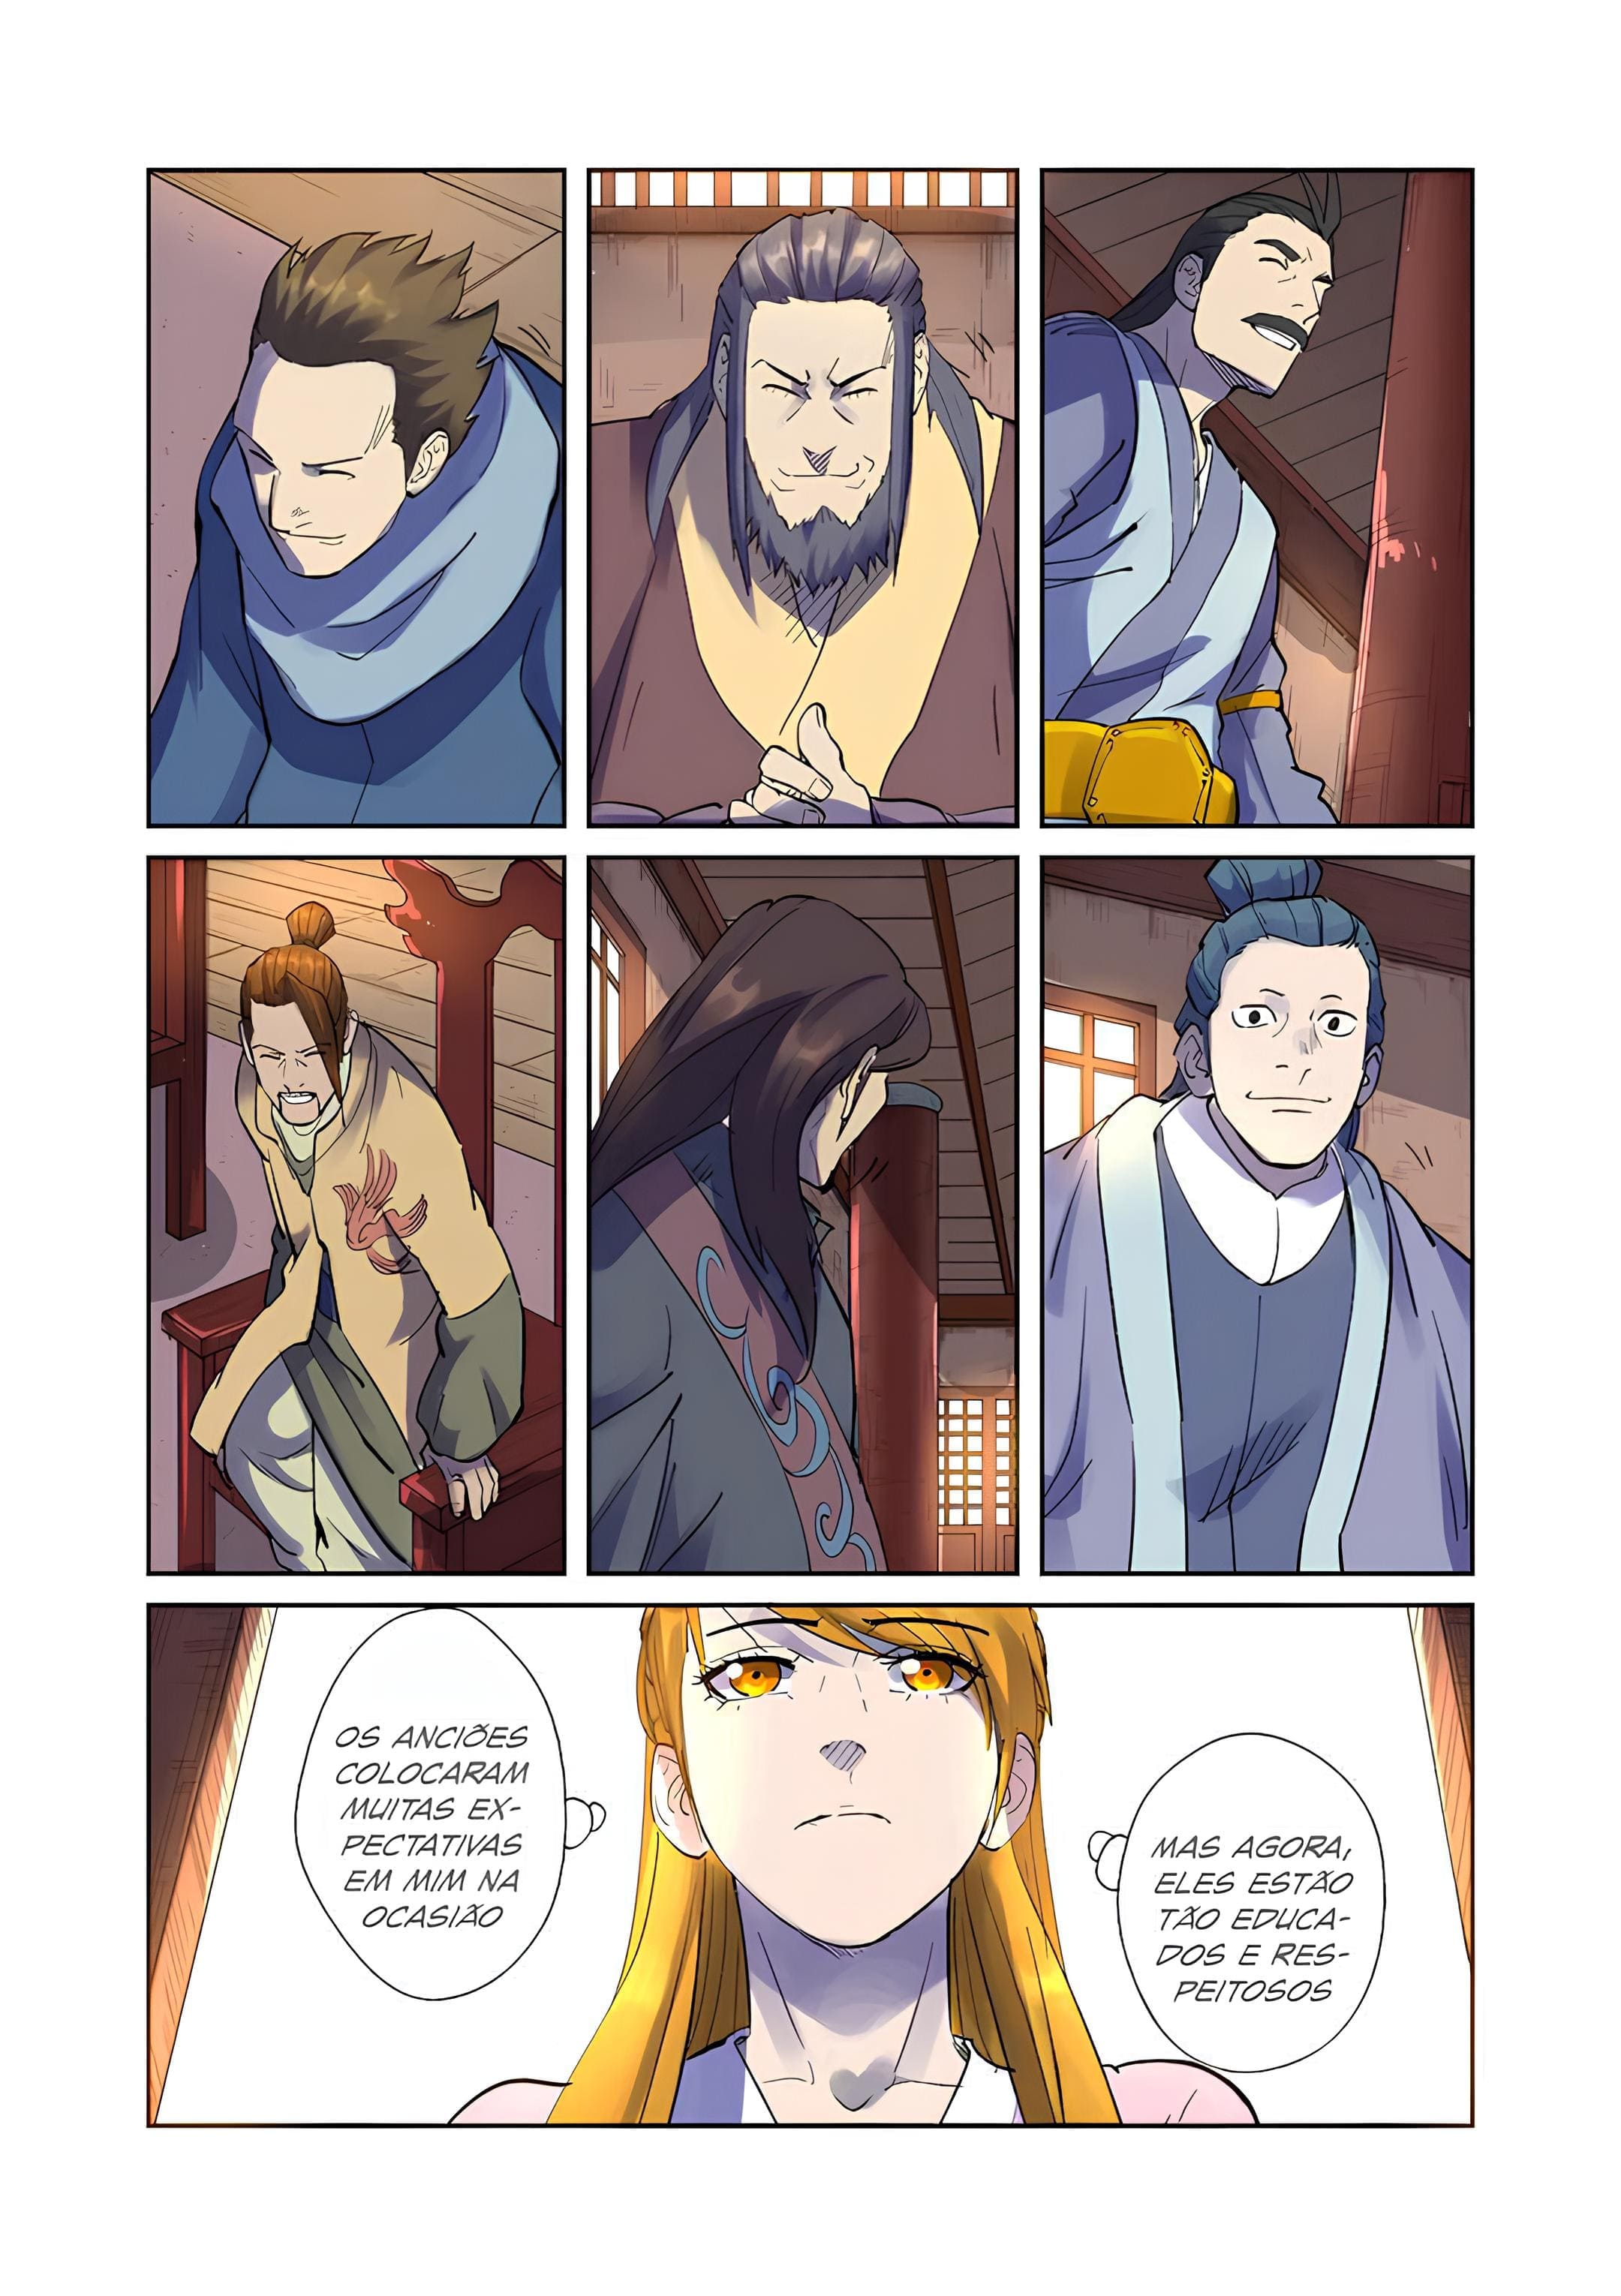 OS ANCIÕES
COLOCARAM
MUITAS EX-
PECTATIVAS
EM MIM NA
OCASIÃO
MAS AGORA,
ELES ESTÃO
TÃO EDUCA-
DOS E RES-
PEITOSOS